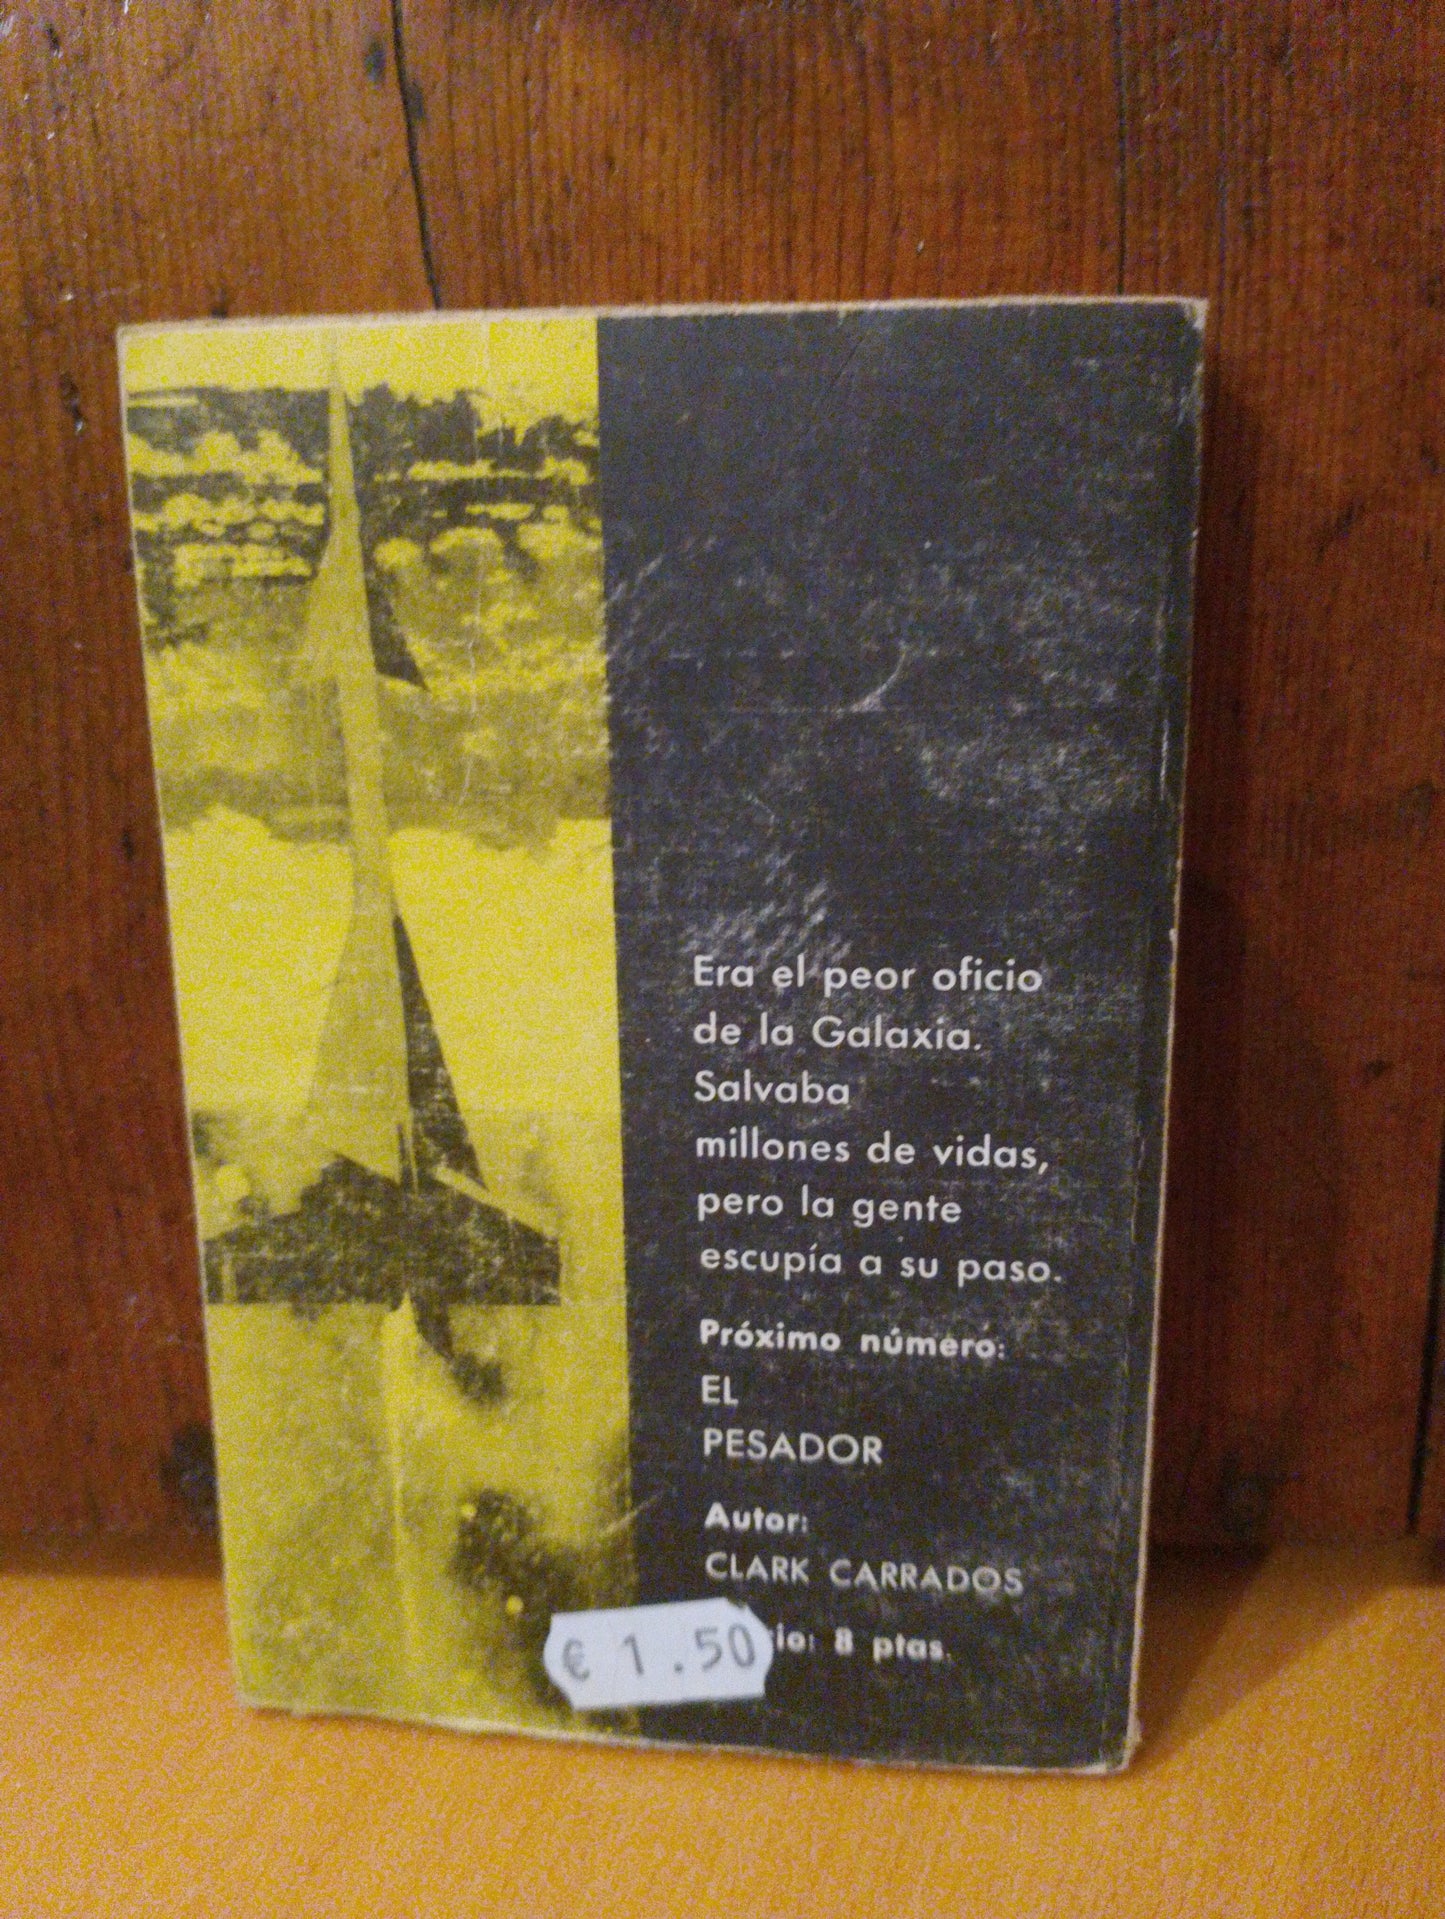 Era el peor oficio
de la Galaxia.
Salvaba
millones de vidas,
pero la gente
escupía a su paso.
Próximo número:
EL
PESADOR
Autor:
CLARK CARRADOS
€ 1.50
8 ptas.